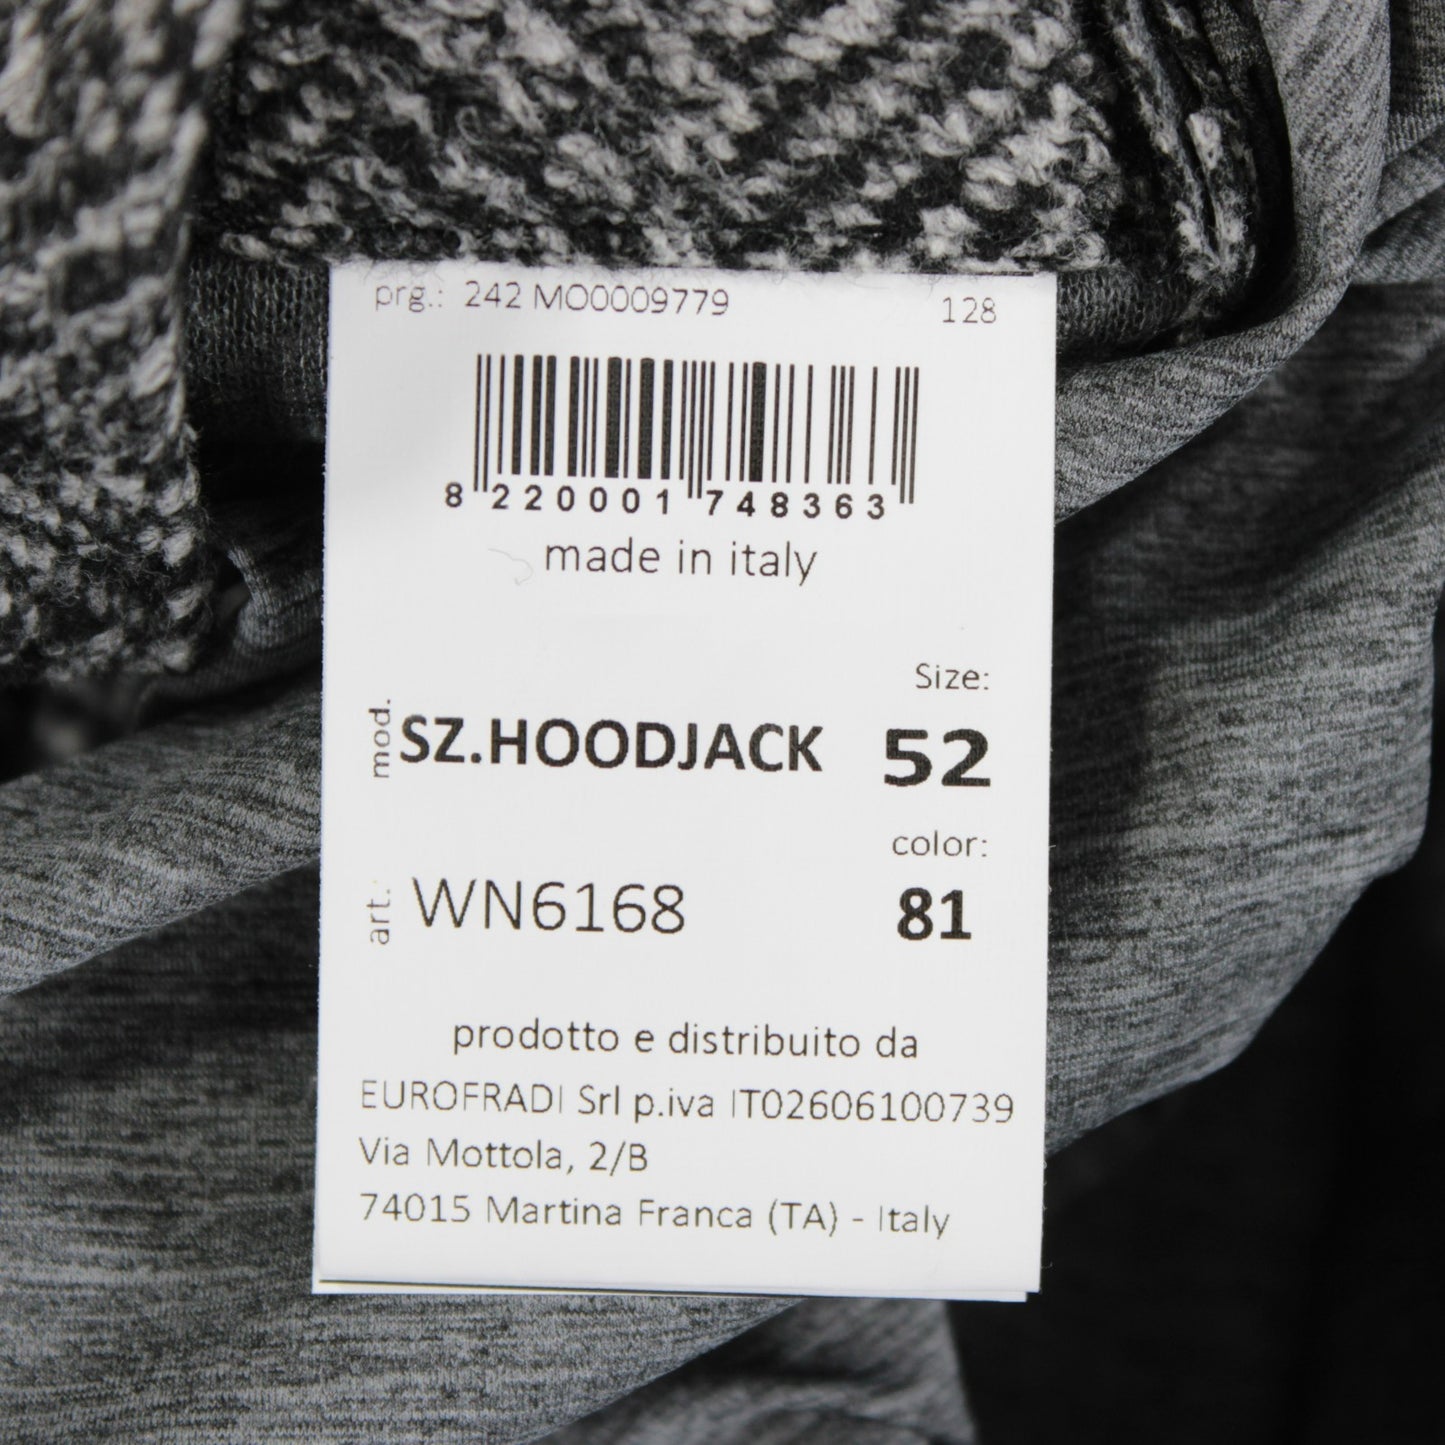 prg.: 242 MO0009779 128
8 220001 748363
made in italy
Size:
mod. SZ.HOODJACK 52
color:
art.: WN6168 81
prodotto e distribuito da
EUROFRADI Srl p.iva IT02606100739
Via Mottola, 2/B
74015 Martina Franca (TA) - Italy